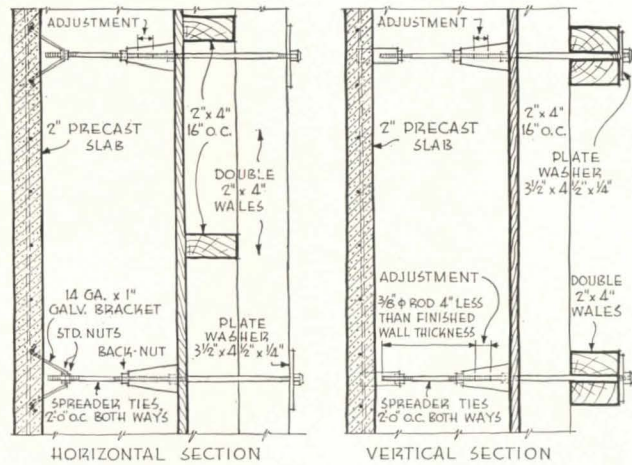 ADJUSTMENT
2" PRECAST
SLAB
2" x 4"
16" O.C.
DOUBLE
2" x 4"
WALES
14 GA. x 1"
GALV. BRACKET
STD. NUTS
BACK-NUT
PLATE
WASHER
3½" x 4½" x ¼"
SPREADER TIES
2'-0" O.C. BOTH WAYS
HORIZONTAL SECTION
ADJUSTMENT
2" PRECAST
SLAB
2" x 4"
16" O.C.
PLATE
WASHER
3½" x 4½" x ¼"
ADJUSTMENT
⅜" φ ROD 4" LESS
THAN FINISHED
WALL THICKNESS
DOUBLE
2" x 4"
WALES
SPREADER TIES
2'-0" O.C. BOTH WAYS
VERTICAL SECTION